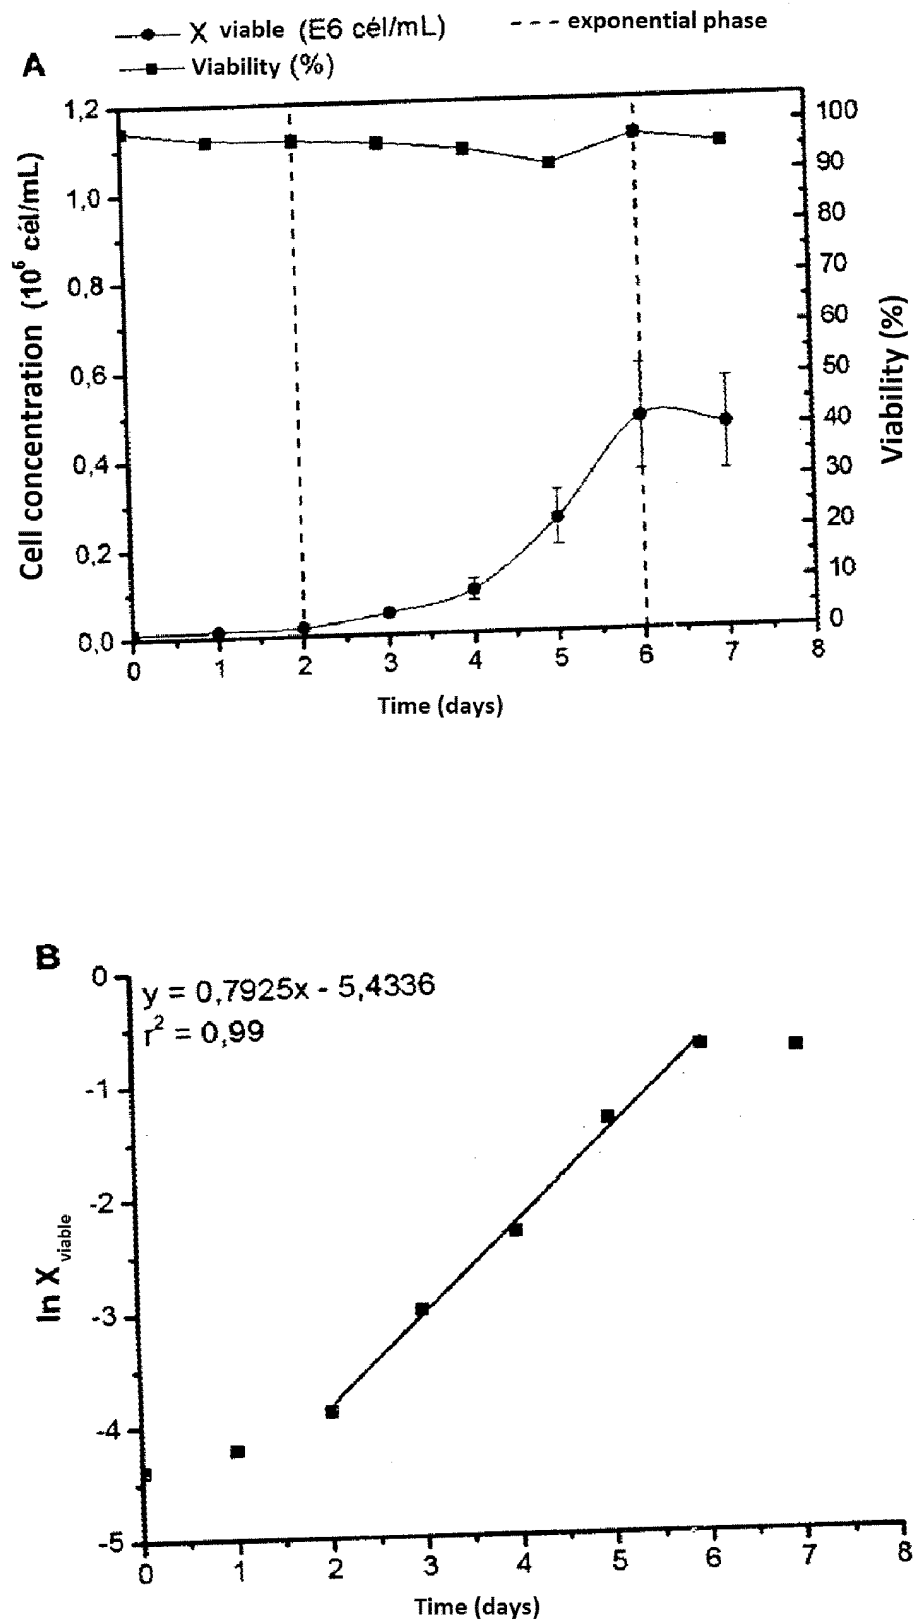 X viable (E6 cél/mL)
--- exponential phase
A
Viability (%)
1,2
1,0
0,8
0,6
0,4
0,2
0,0
Cell concentration (10⁶ cél/mL)
100
90
80
70
60
50
40
30
20
10
0
Viability (%)
0 1 2 3 4 5 6 7 8
Time (days)
B
y = 0,7925x - 5,4336
r² = 0,99
0
-1
-2
-3
-4
-5
ln X viable
0 1 2 3 4 5 6 7 8
Time (days)